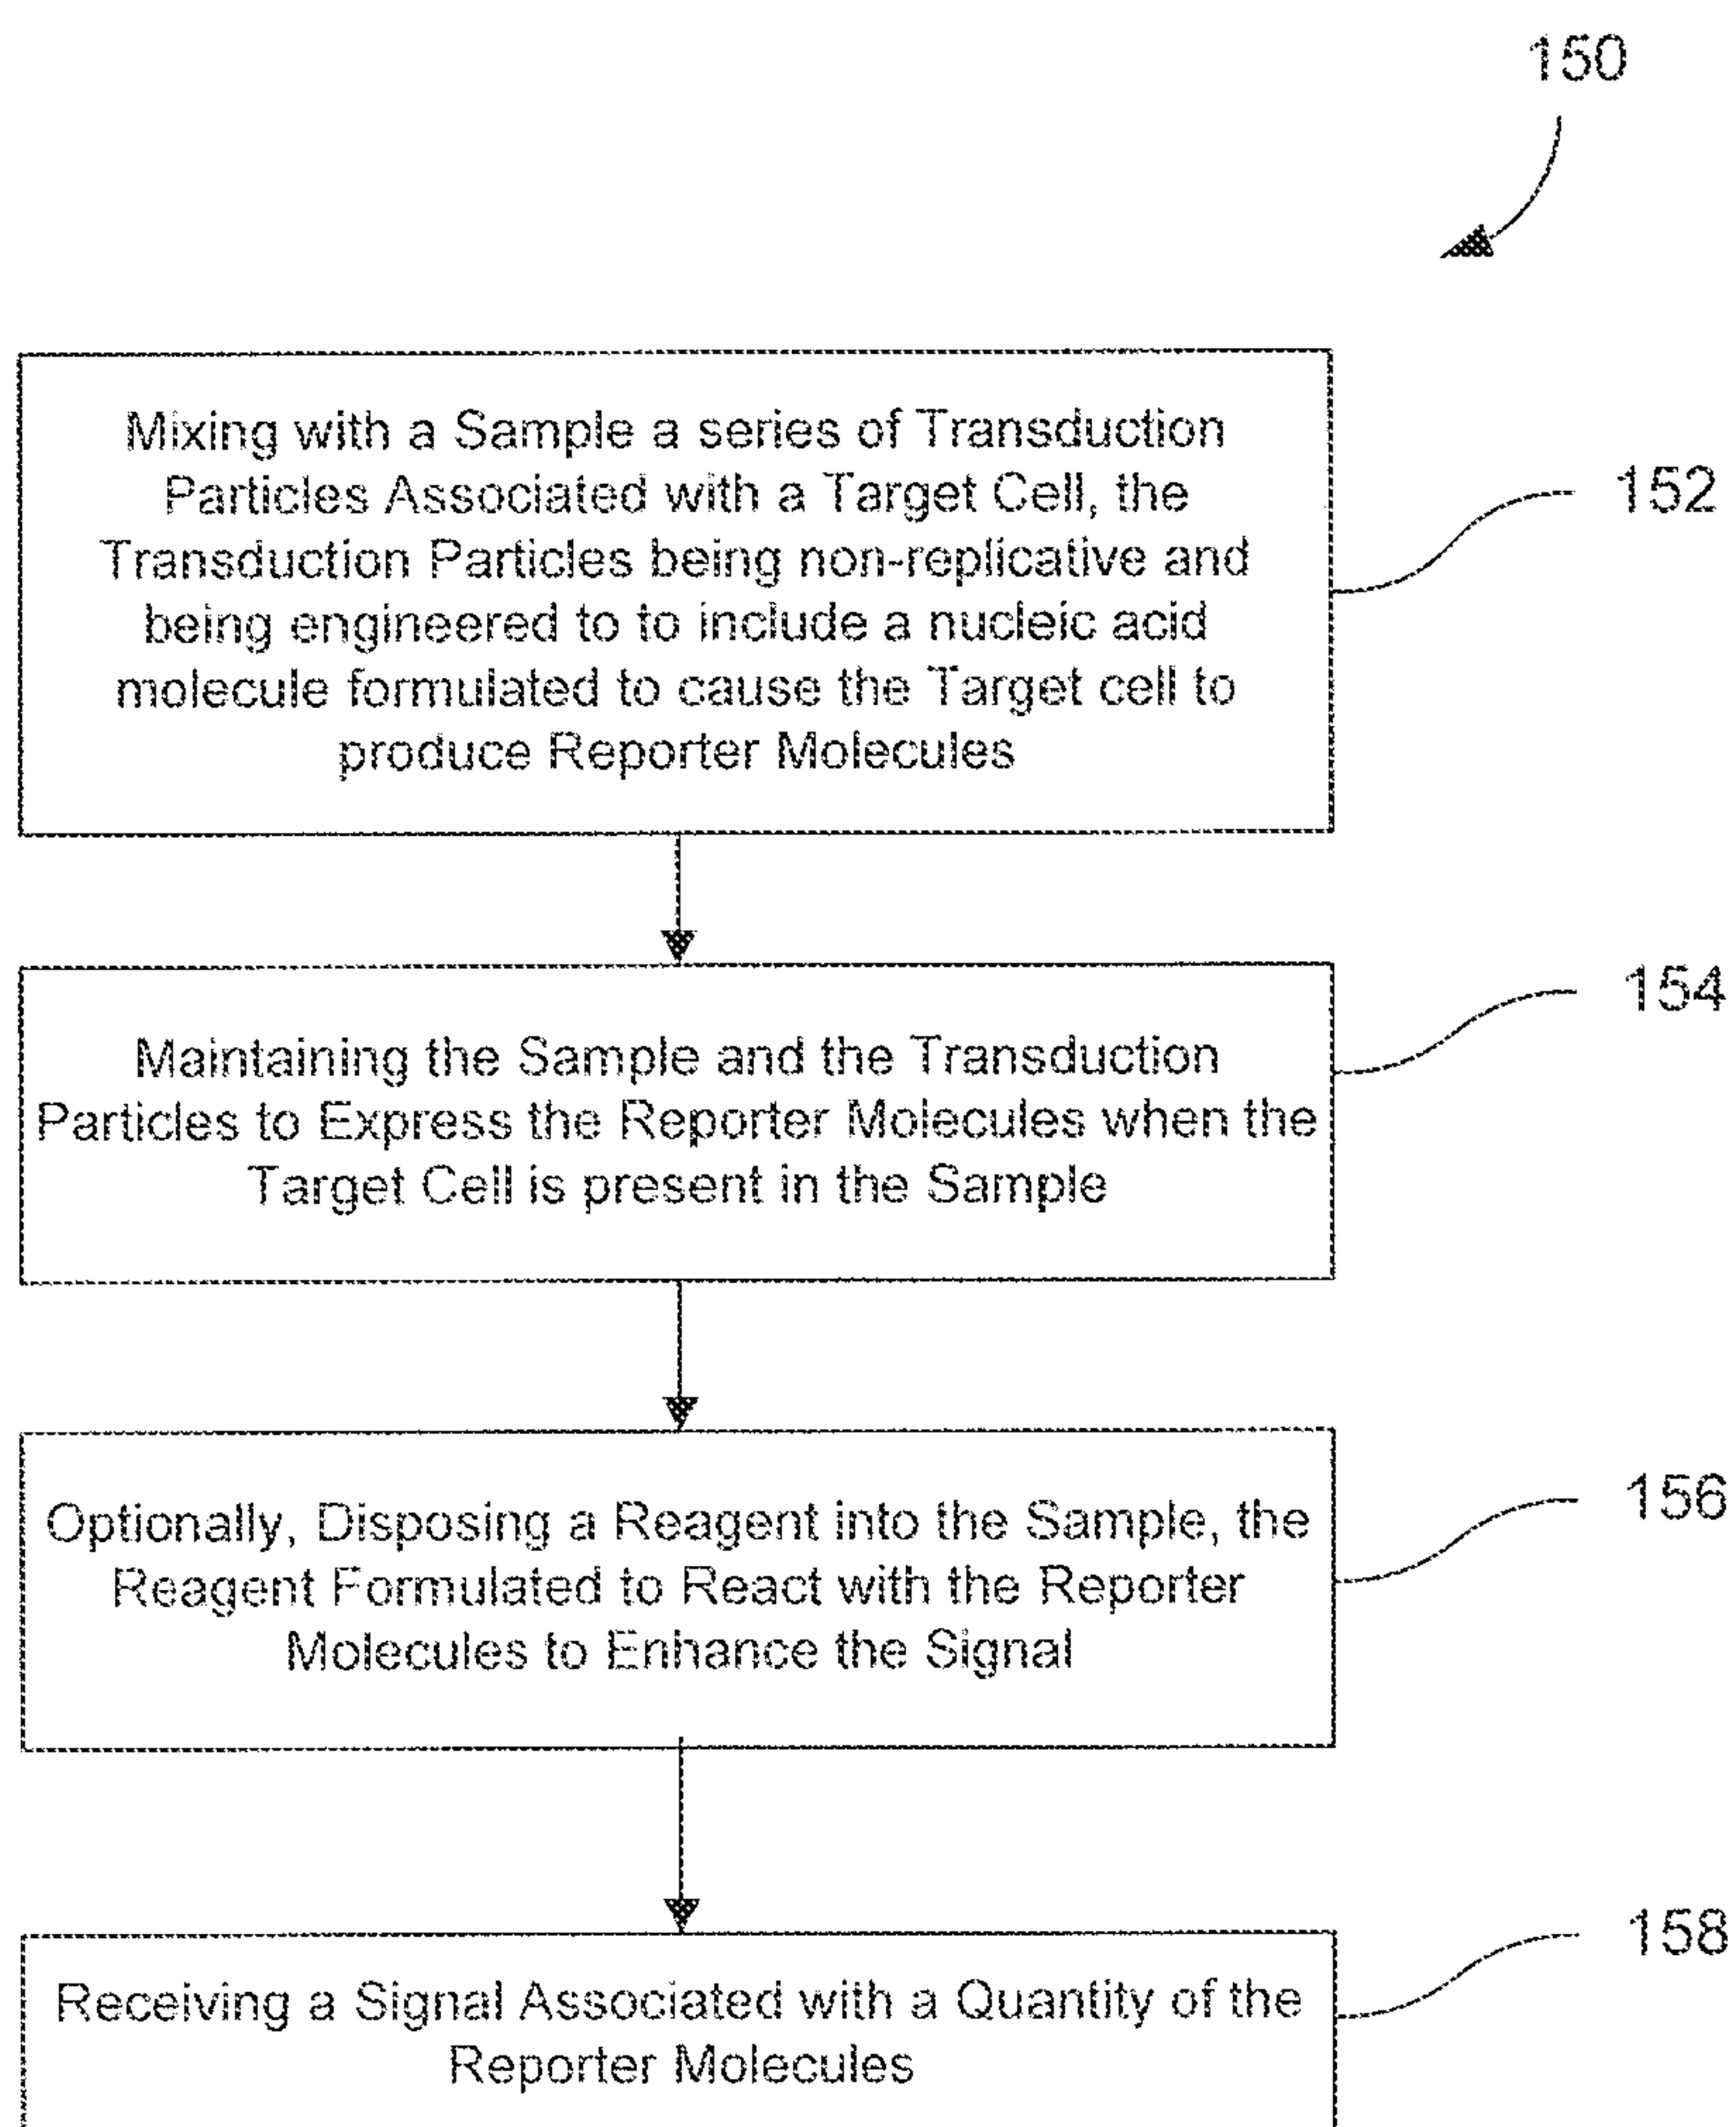 150
Mixing with a Sample a series of Transduction
Particles Associated with a Target Cell, the
Transduction Particles being non-replicative and
being engineered to to include a nucleic acid
molecule formulated to cause the Target cell to
produce Reporter Molecules
152
Maintaining the Sample and the Transduction
Particles to Express the Reporter Molecules when the
Target Cell is present in the Sample
154
Optionally, Disposing a Reagent into the Sample, the
Reagent Formulated to React with the Reporter
Molecules to Enhance the Signal
156
Receiving a Signal Associated with a Quantity of the
Reporter Molecules
158